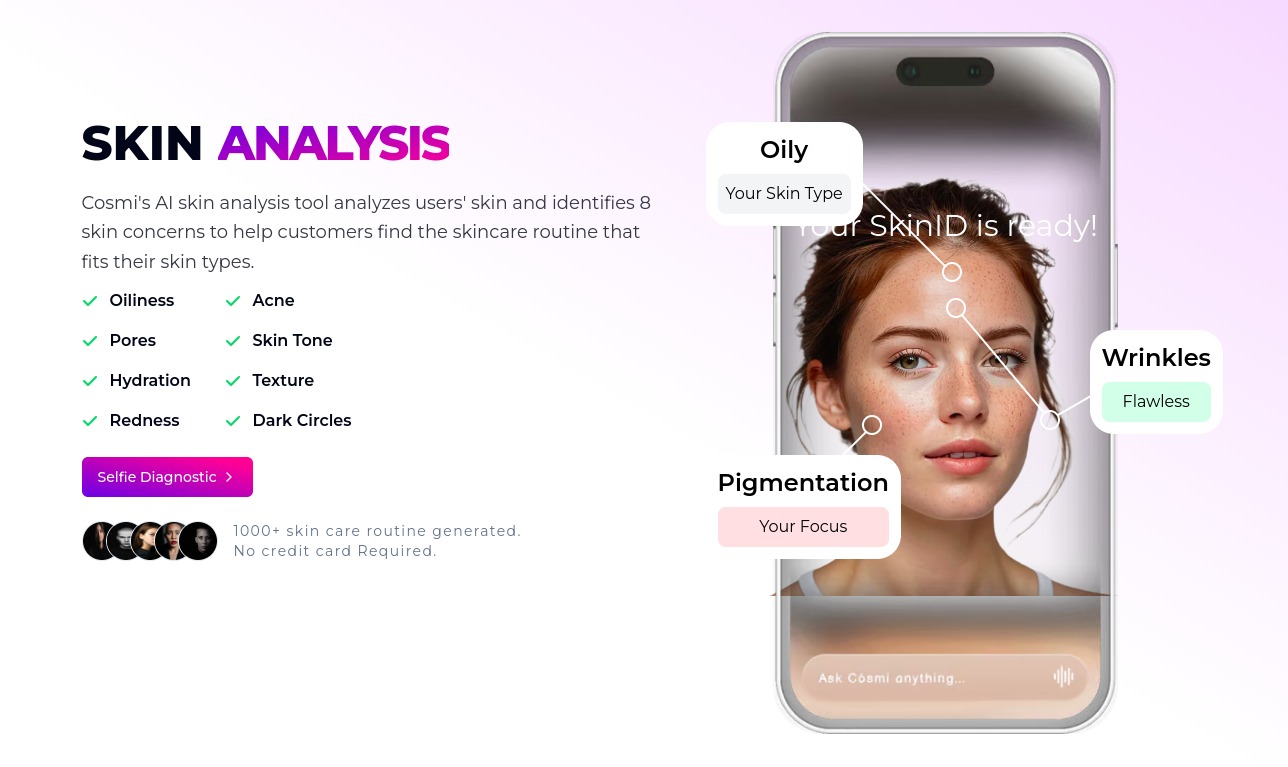 SKIN ANALYSIS
Cosmi's AI skin analysis tool analyzes users' skin and identifies 8
skin concerns to help customers find the skincare routine that
fits their skin types.
Oiliness
Acne
Pores
Skin Tone
Hydration
Texture
Redness
Dark Circles
Selfie Diagnostic
1000+ skin care routine generated.
No credit card Required.
Oily
Your Skin Type
Your SkinID is ready!
Wrinkles
Flawless
Pigmentation
Your Focus
Ask Cosmi anything...